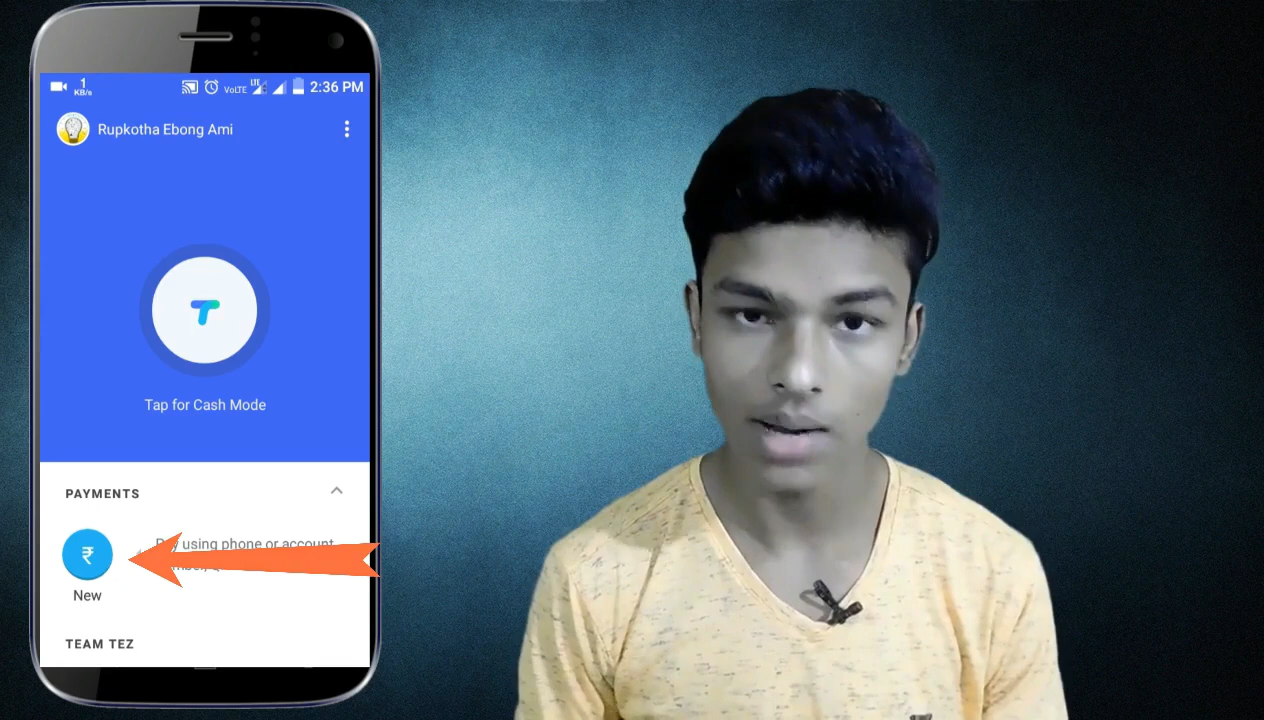 1
KB/s
VoLTE LTE 2:36 PM
Rupkotha Ebong Ami
Tap for Cash Mode
PAYMENTS
₹
Pay using phone or account
New
TEAM TEZ